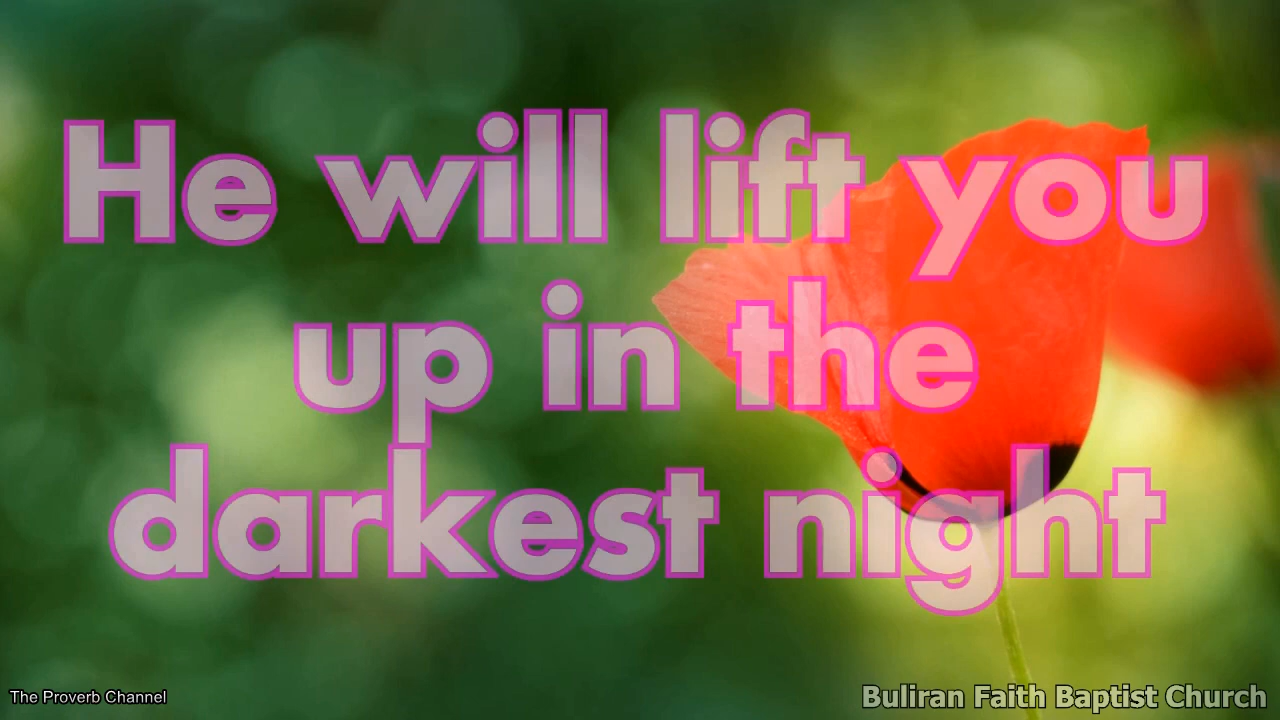 He will lift you
up in the
darkest night
The Proverb Channel
Buliran Faith Baptist Church